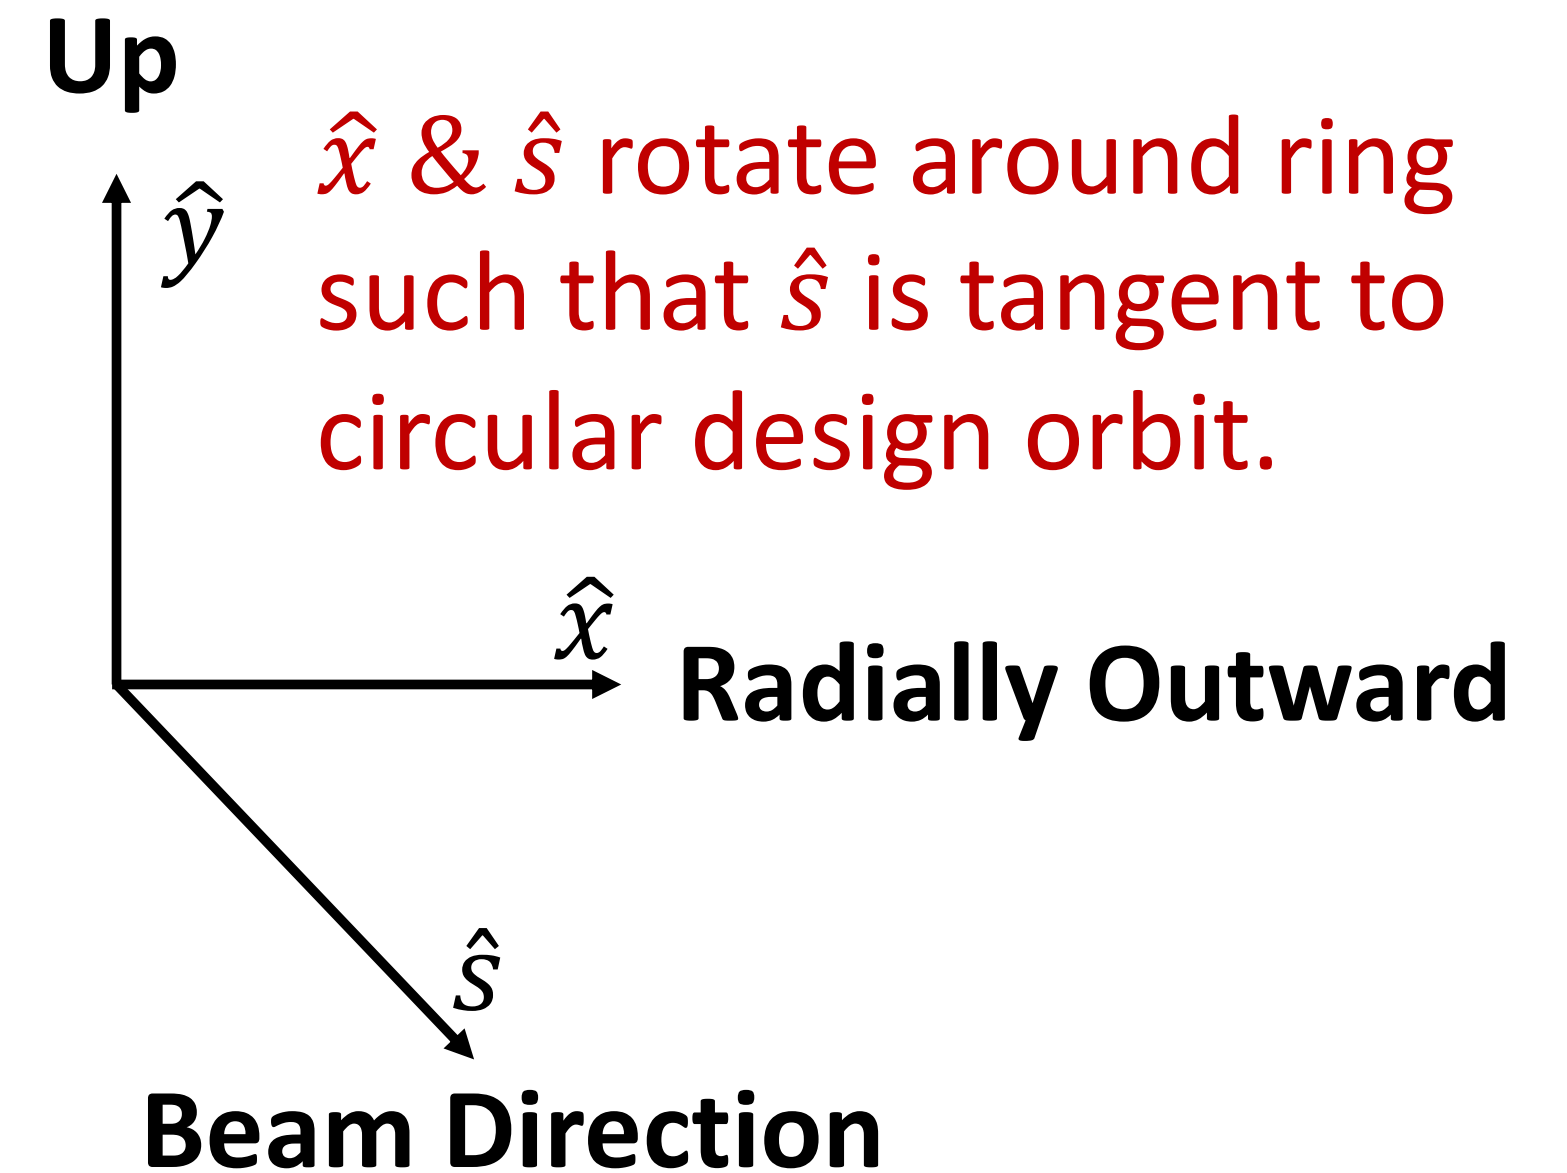 Up
ŷ
x̂ & ŝ rotate around ring
such that ŝ is tangent to
circular design orbit.
x̂
Radially Outward
ŝ
Beam Direction